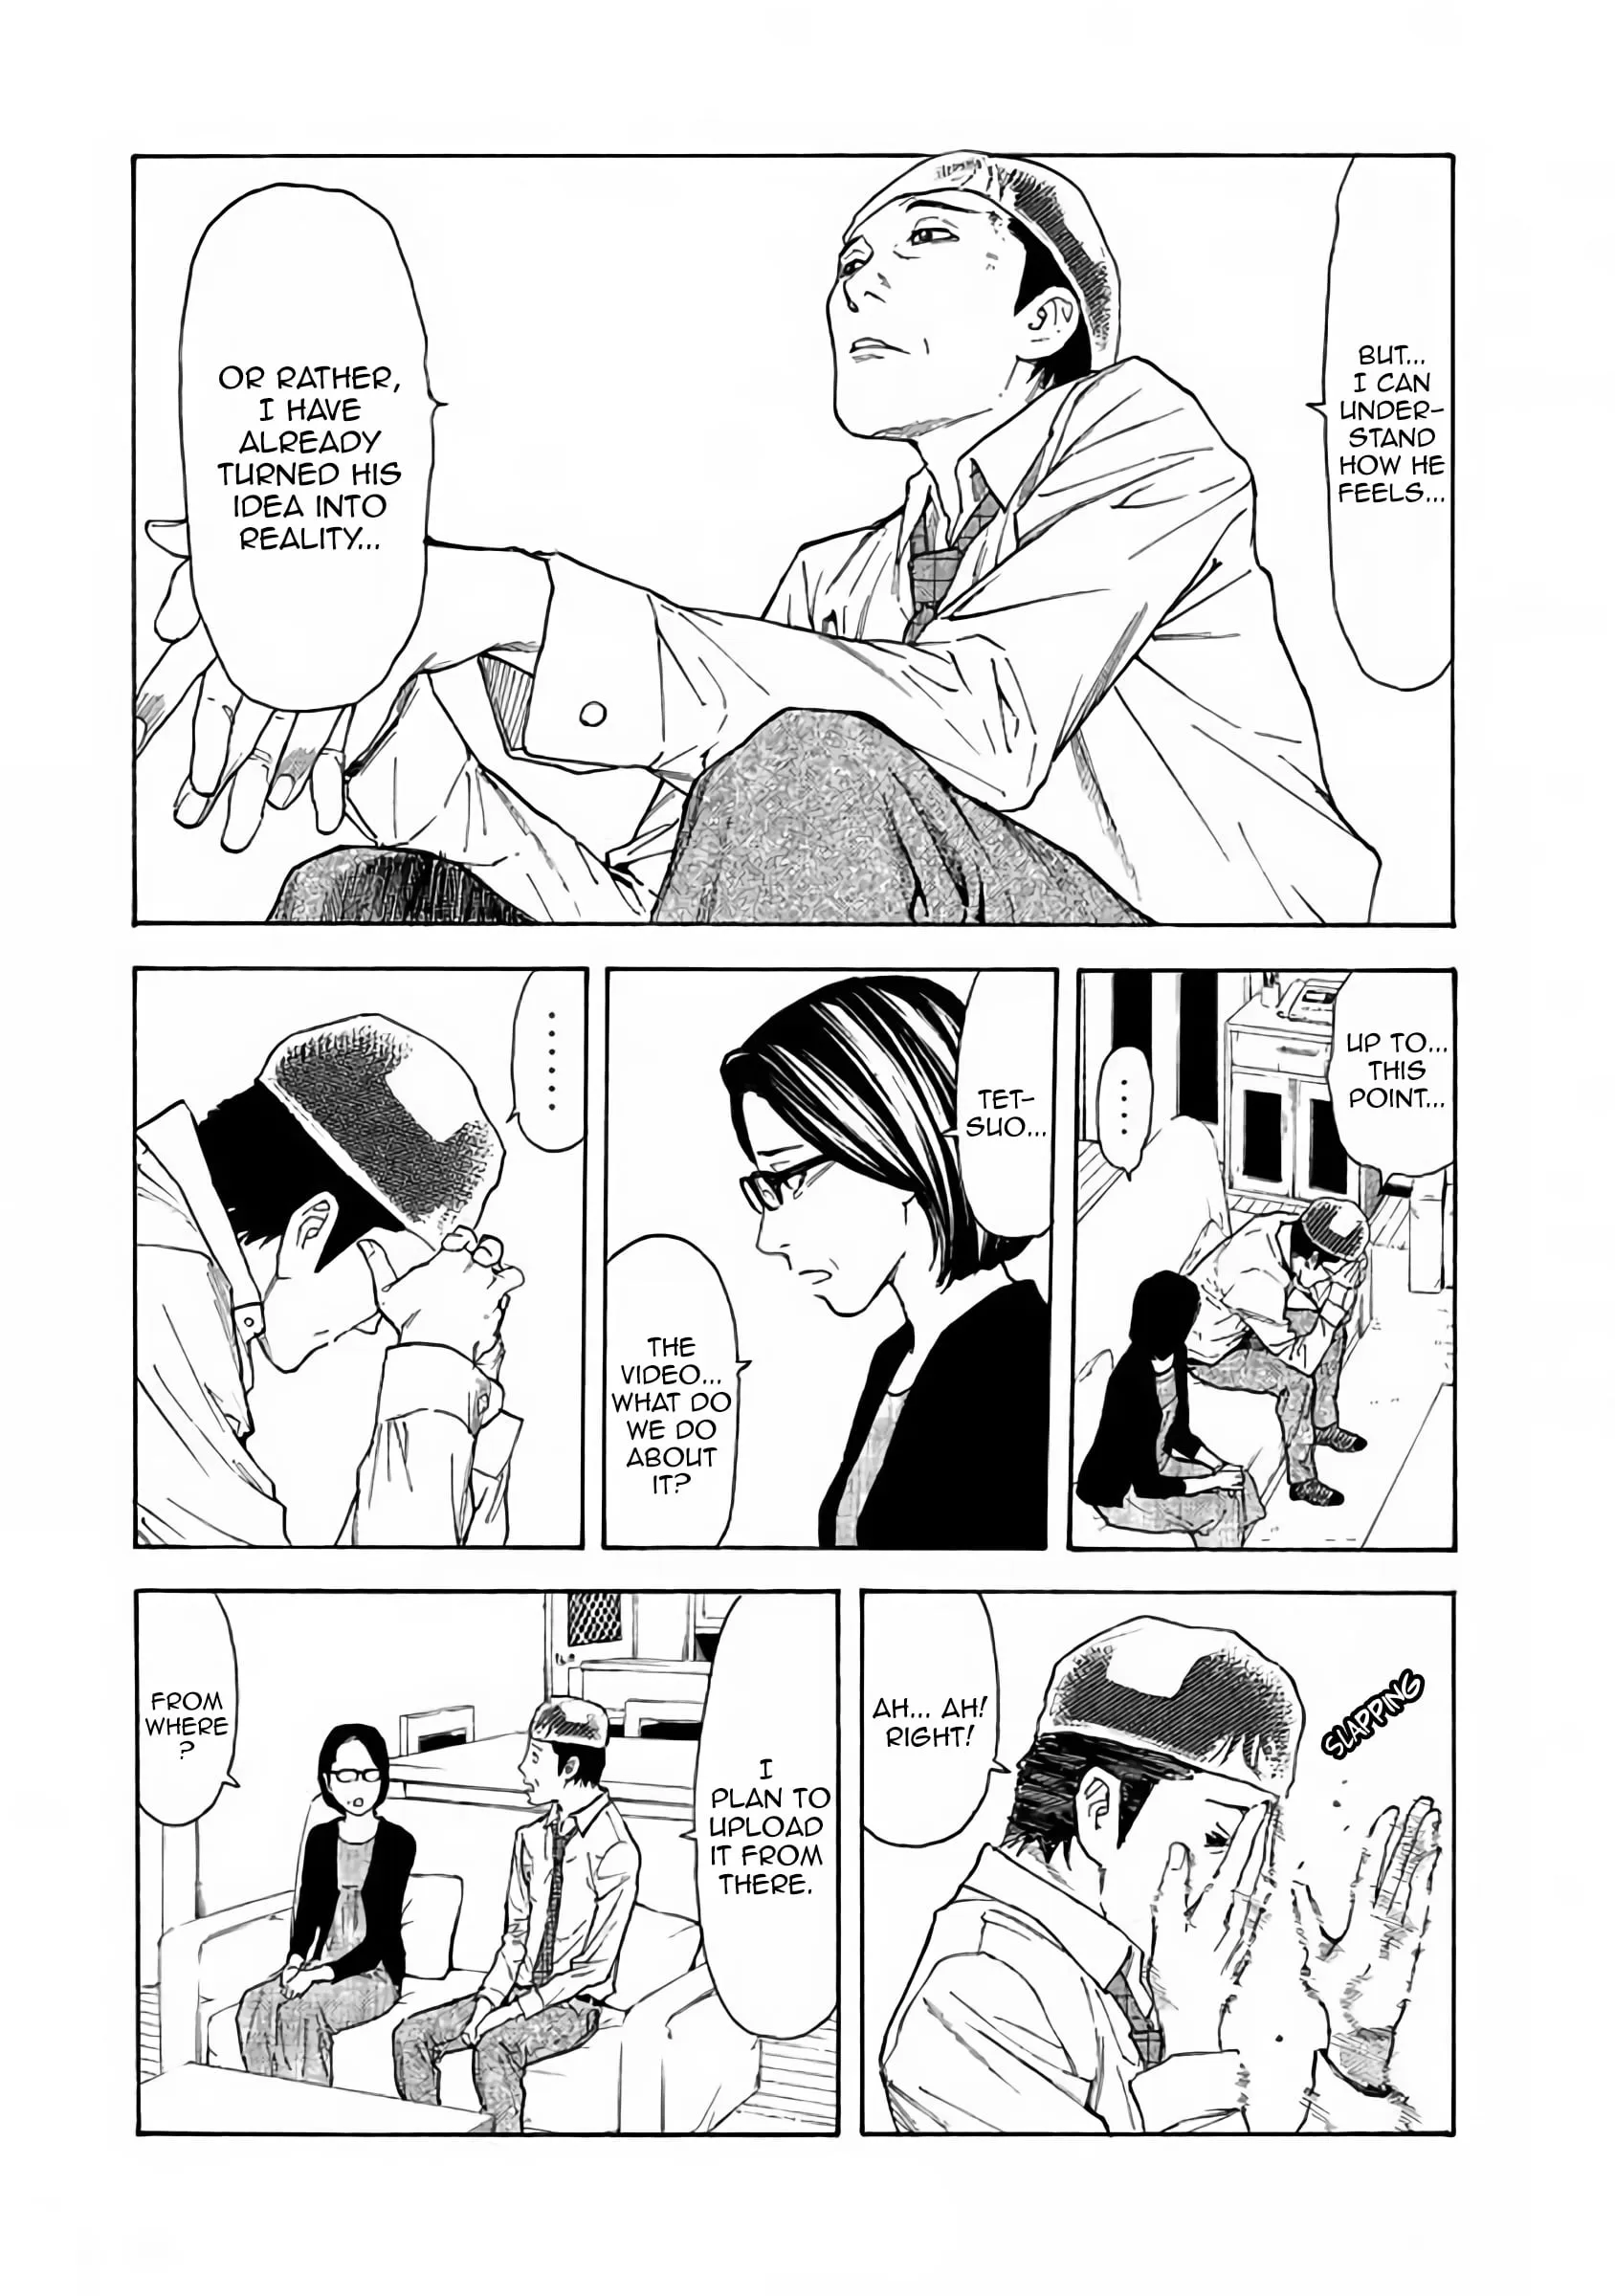 BUT...
I CAN
UNDER-
STAND
HOW HE
FEELS...
OR RATHER,
I HAVE
ALREADY
TURNED HIS
IDEA INTO
REALITY...
UP TO...
THIS
POINT...
....
TET-
SUO...
THE
VIDEO...
WHAT DO
WE DO
ABOUT
IT?
......
AH... AH!
RIGHT!
SLAPPING
I
PLAN TO
UPLOAD
IT FROM
THERE.
FROM
WHERE
?